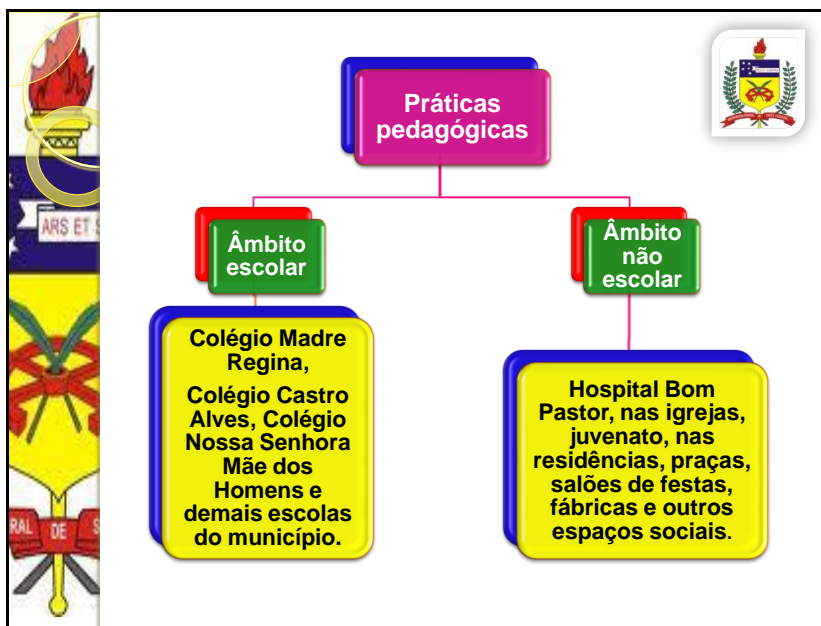 Práticas
pedagógicas
Âmbito
escolar
Âmbito
não
escolar
Colégio Madre
Regina,
Colégio Castro
Alves, Colégio
Nossa Senhora
Mãe dos
Homens e
demais escolas
do município.
Hospital Bom
Pastor, nas igrejas,
juvenato, nas
residências, praças,
salões de festas,
fábricas e outros
espaços sociais.
ARS ET S
RAL DE S